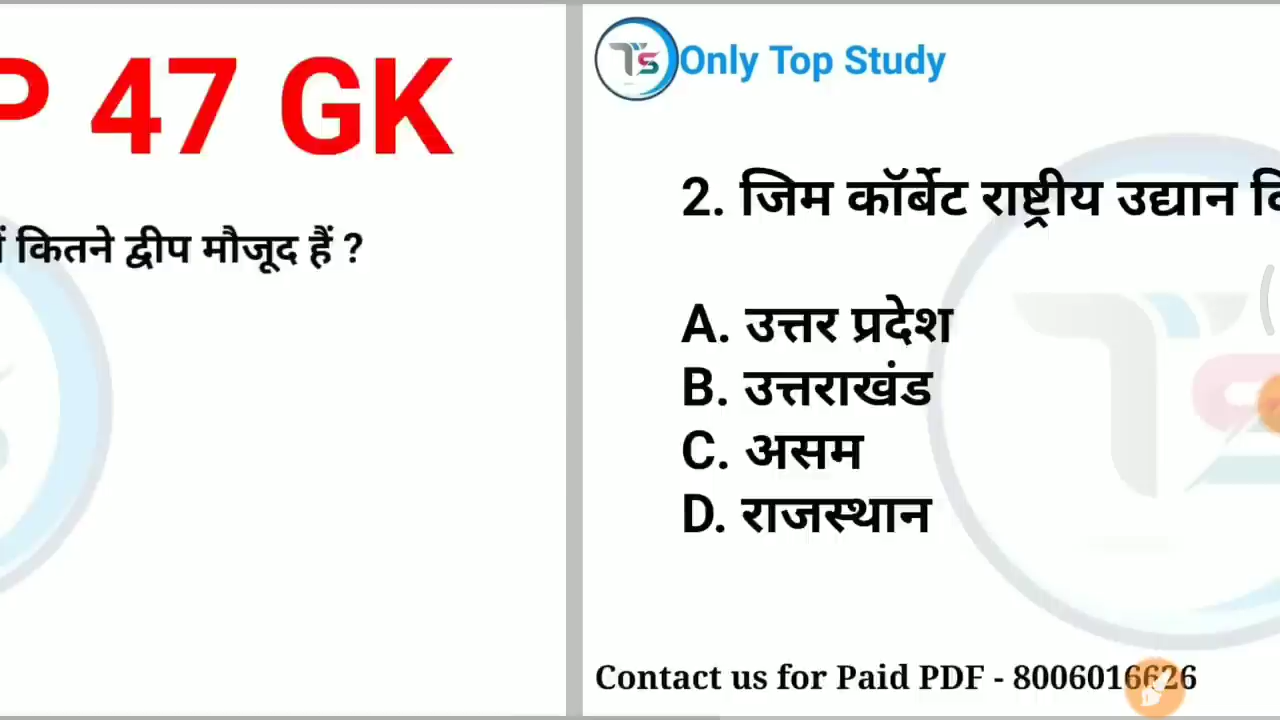 47 GK
कितने द्वीप मौजूद हैं ?
TS Only Top Study
2. जिम कॉर्बेट राष्ट्रीय उद्यान
A. उत्तर प्रदेश
B. उत्तराखंड
C. असम
D. राजस्थान
Contact us for Paid PDF - 8006016626